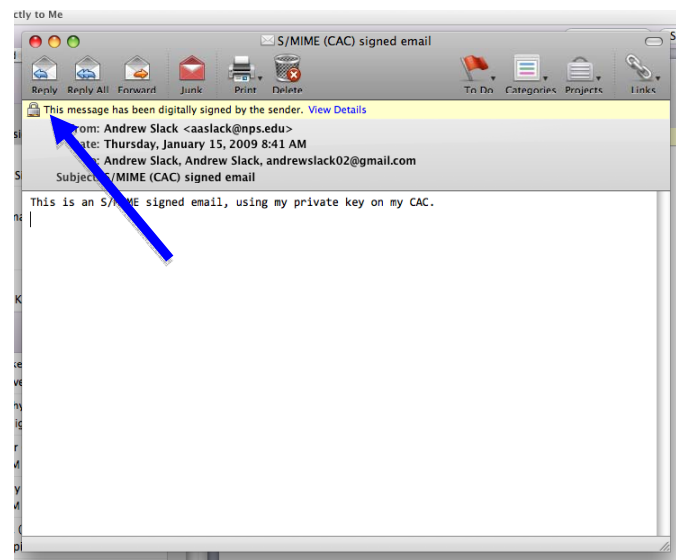 ctly to Me
S/MIME (CAC) signed email
Reply Reply All Forward Junk Print Delete To Do Categories Projects Links
This message has been digitally signed by the sender. View Details
From: Andrew Slack <aaslack@nps.edu>
Date: Thursday, January 15, 2009 8:41 AM
Andrew Slack, Andrew Slack, andrewslack02@gmail.com
Subject: S/MIME (CAC) signed email
This is an S/MIME signed email, using my private key on my CAC.